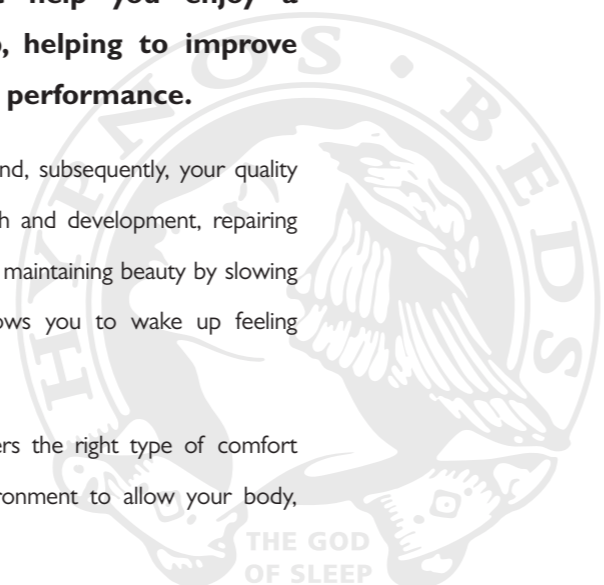 help you enjoy a
, helping to improve
performance.
nd, subsequently, your quality
h and development, repairing
maintaining beauty by slowing
ows you to wake up feeling
ers the right type of comfort
ronment to allow your body,
HYPNOS • BEDS
THE GOD
OF SLEEP